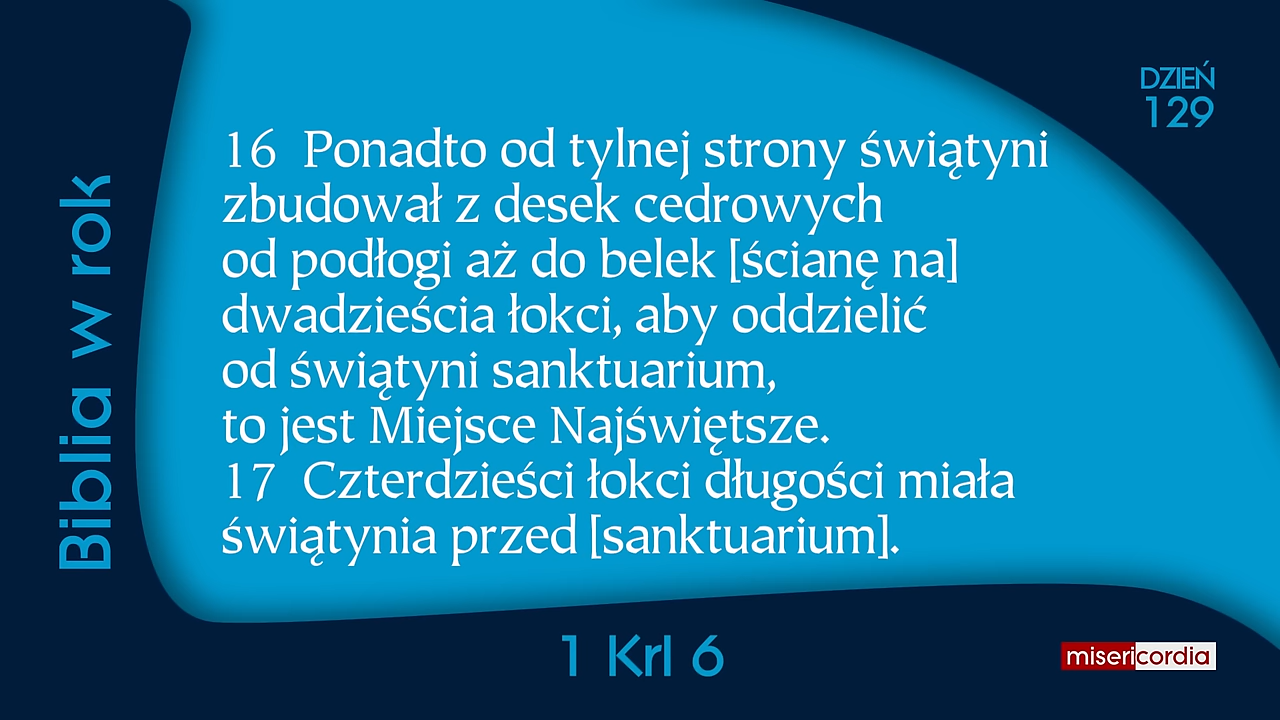 DZIEŃ
129
Biblia w rok
16 Ponadto od tylnej strony świątyni
zbudował z desek cedrowych
od podłogi aż do belek [ścianę na]
dwadzieścia łokci, aby oddzielić
od świątyni sanktuarium,
to jest Miejsce Najświętsze.
17 Czterdzieści łokci długości miała
świątynia przed [sanktuarium].
1 Krl 6
misericordia